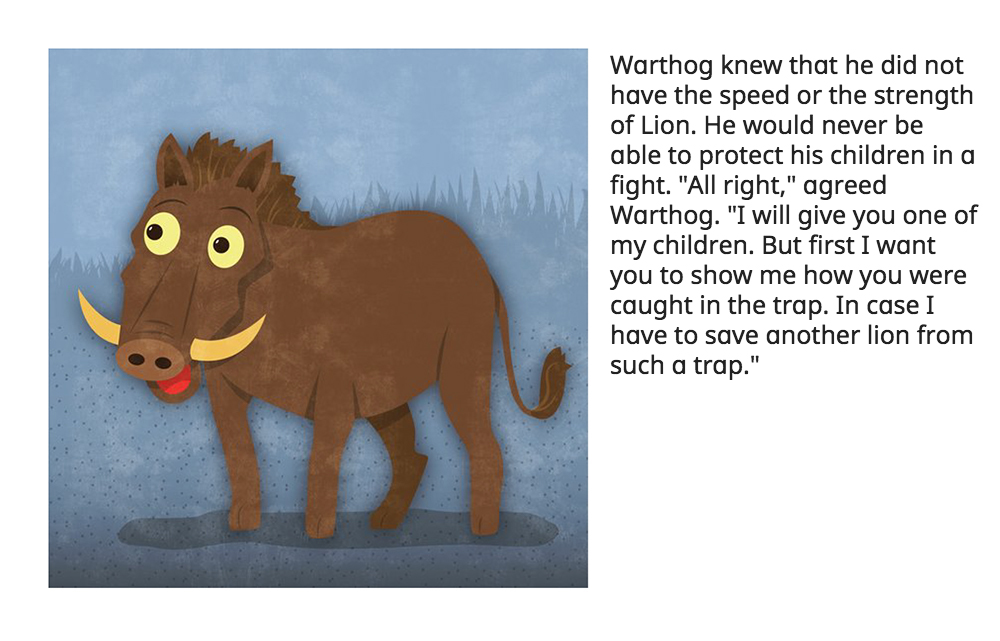 Warthog knew that he did not
have the speed or the strength
of Lion. He would never be
able to protect his children in a
fight. "All right," agreed
Warthog. "I will give you one of
my children. But first I want
you to show me how you were
caught in the trap. In case I
have to save another lion from
such a trap."